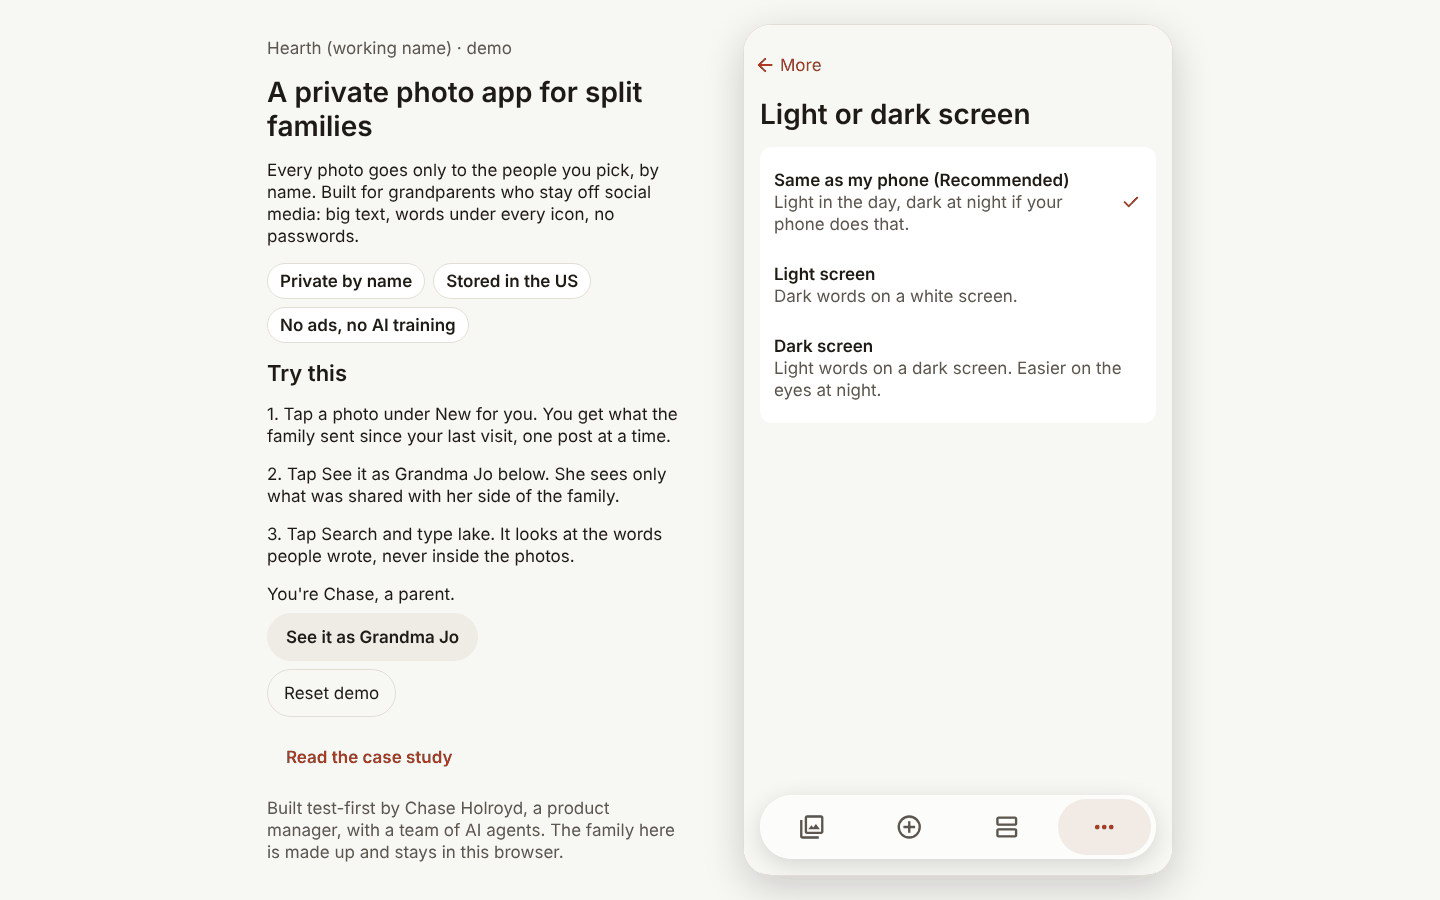 Hearth (working name) · demo
A private photo app for split
families
Every photo goes only to the people you pick, by
name. Built for grandparents who stay off social
media: big text, words under every icon, no
passwords.
Private by name
Stored in the US
No ads, no AI training
Try this
1. Tap a photo under New for you. You get what the
family sent since your last visit, one post at a time.
2. Tap See it as Grandma Jo below. She sees only
what was shared with her side of the family.
3. Tap Search and type lake. It looks at the words
people wrote, never inside the photos.
You're Chase, a parent.
See it as Grandma Jo
Reset demo
Read the case study
Built test-first by Chase Holroyd, a product
manager, with a team of AI agents. The family here
is made up and stays in this browser.
More
Light or dark screen
Same as my phone (Recommended)
Light in the day, dark at night if your
phone does that.
Light screen
Dark words on a white screen.
Dark screen
Light words on a dark screen. Easier on the
eyes at night.